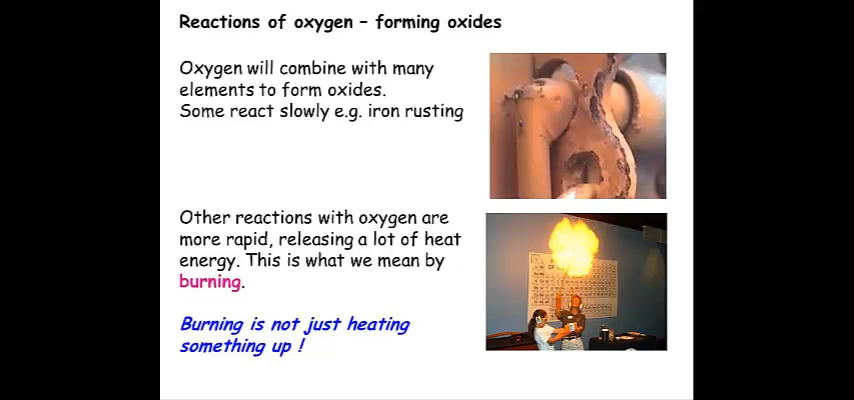 Reactions of oxygen – forming oxides
Oxygen will combine with many
elements to form oxides.
Some react slowly e.g. iron rusting
Other reactions with oxygen are
more rapid, releasing a lot of heat
energy. This is what we mean by
burning.
Burning is not just heating
something up !